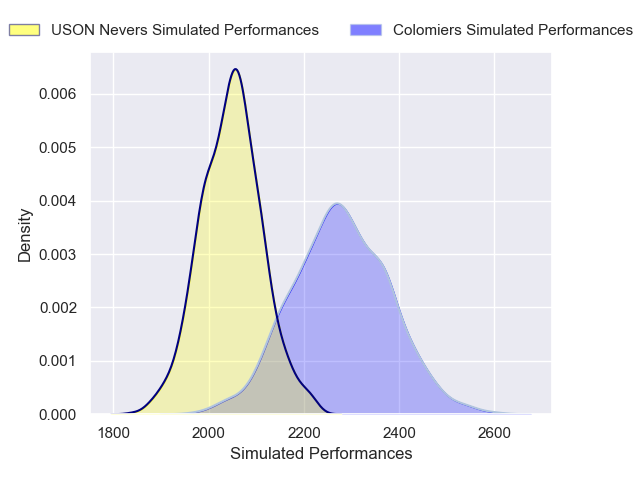 USON Nevers Simulated Performances
Colomiers Simulated Performances
0.006
0.005
0.004
0.003
0.002
0.001
0.000
Density
1800 2000 2200 2400 2600
Simulated Performances